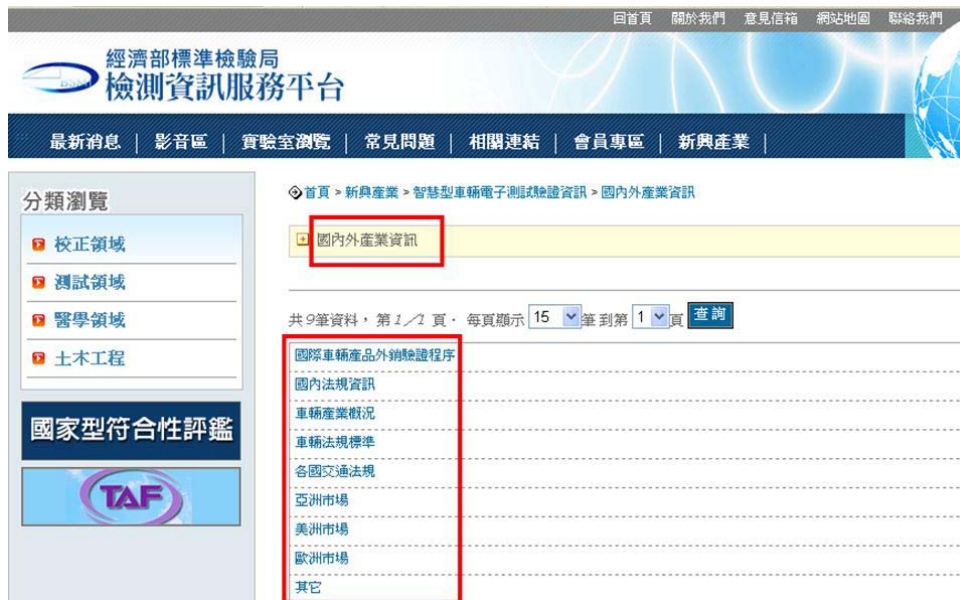 回首頁 關於我們 意見信箱 網站地圖 聯絡我們
經濟部標準檢驗局
BSMI
檢測資訊服務平台
最新消息 | 影音區 | 實驗室瀏覽 | 常見問題 | 相關連結 | 會員專區 | 新興產業 |
分類瀏覽
校正領域
測試領域
醫學領域
土木工程
國家型符合性評鑑
TAF
首頁 > 新興產業 > 智慧型車輛電子測試驗證資訊 > 國內外產業資訊
國內外產業資訊
共9筆資料，第1/1 頁． 每頁顯示 15 筆 到第 1 頁 查詢
國際車輛產品外銷驗證程序
國內法規資訊
車輛產業概況
車輛法規標準
各國交通法規
亞洲市場
美洲市場
歐洲市場
其它